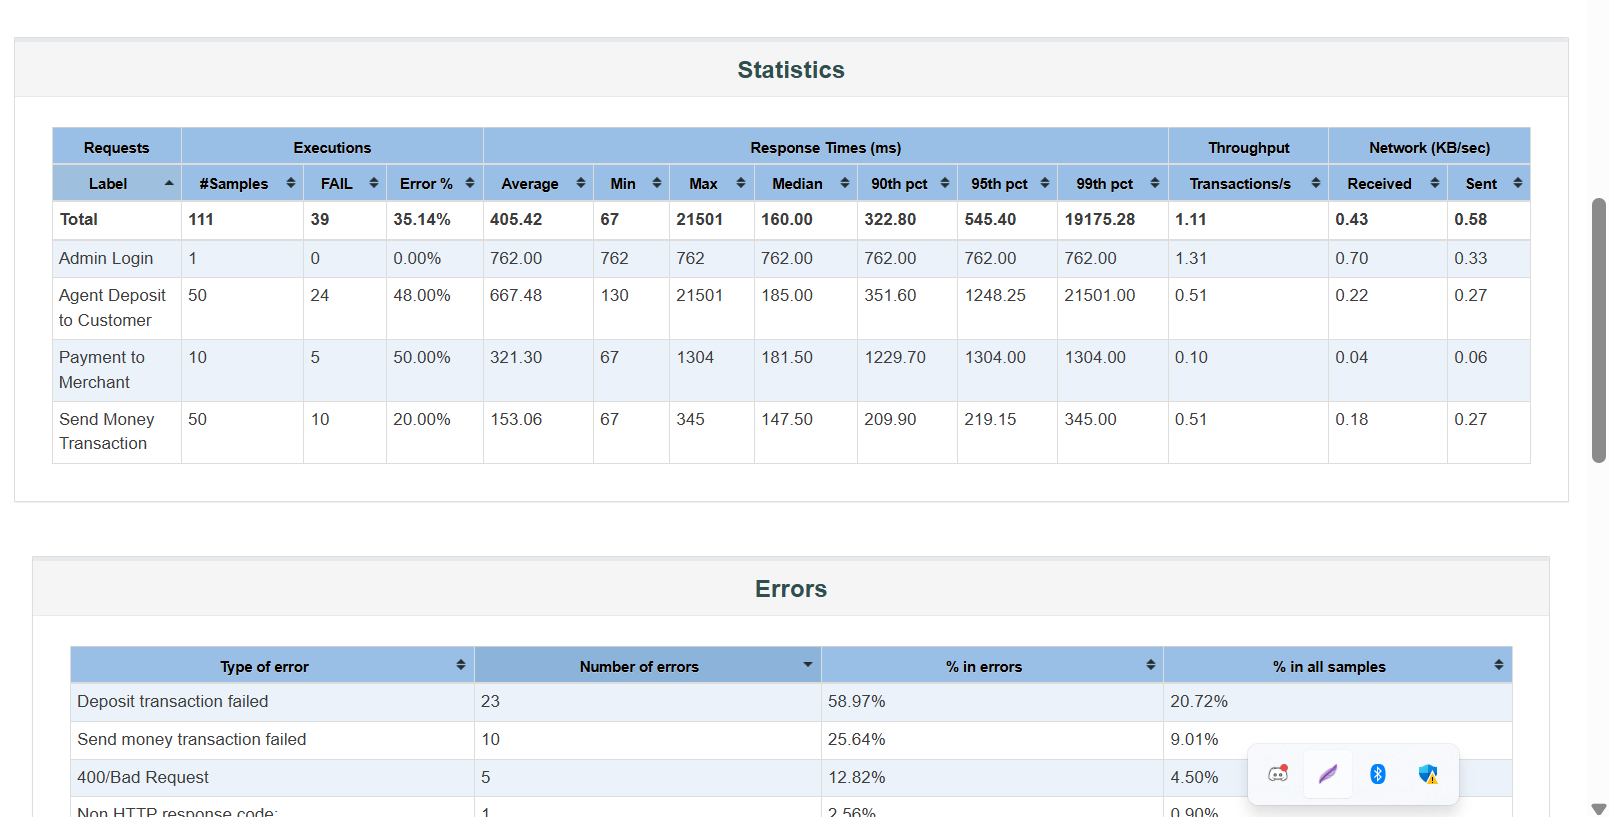 Statistics
Requests Executions Response Times (ms) Throughput Network (KB/sec)
Label #Samples FAIL Error % Average Min Max Median 90th pct 95th pct 99th pct Transactions/s Received Sent
Total 111 39 35.14% 405.42 67 21501 160.00 322.80 545.40 19175.28 1.11 0.43 0.58
Admin Login 1 0 0.00% 762.00 762 762 762.00 762.00 762.00 762.00 1.31 0.70 0.33
Agent Deposit 50 24 48.00% 667.48 130 21501 185.00 351.60 1248.25 21501.00 0.51 0.22 0.27
to Customer
Payment to 10 5 50.00% 321.30 67 1304 181.50 1229.70 1304.00 1304.00 0.10 0.04 0.06
Merchant
Send Money 50 10 20.00% 153.06 67 345 147.50 209.90 219.15 345.00 0.51 0.18 0.27
Transaction
Errors
Type of error Number of errors % in errors % in all samples
Deposit transaction failed 23 58.97% 20.72%
Send money transaction failed 10 25.64% 9.01%
400/Bad Request 5 12.82% 4.50%
Non HTTP response code: 1 2.56% 0.90%